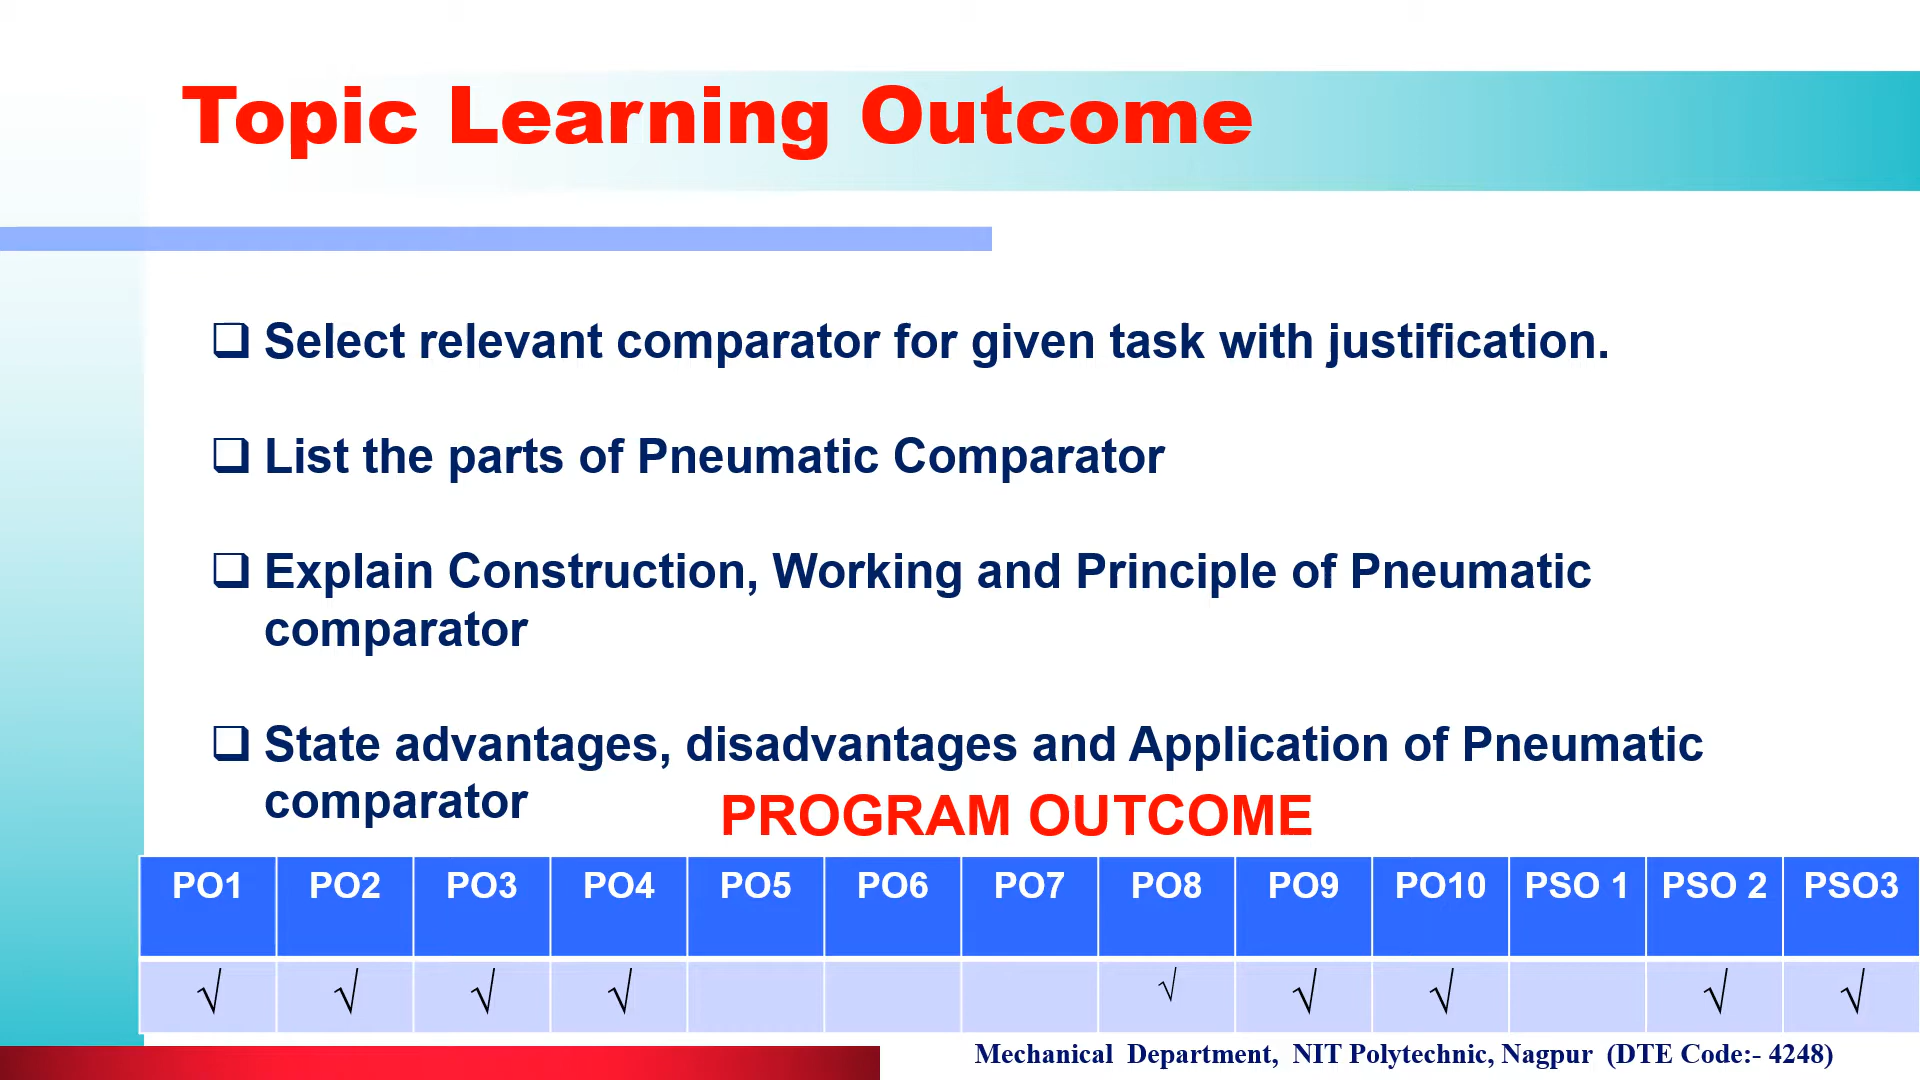 Topic Learning Outcome
❑ Select relevant comparator for given task with justification.
❑ List the parts of Pneumatic Comparator
❑ Explain Construction, Working and Principle of Pneumatic
comparator
❑ State advantages, disadvantages and Application of Pneumatic
comparator
PROGRAM OUTCOME
PO1 PO2 PO3 PO4 PO5 PO6 PO7 PO8 PO9 PO10 PSO 1 PSO 2 PSO3
√ √ √ √ √ √ √ √ √
Mechanical Department, NIT Polytechnic, Nagpur (DTE Code:- 4248)